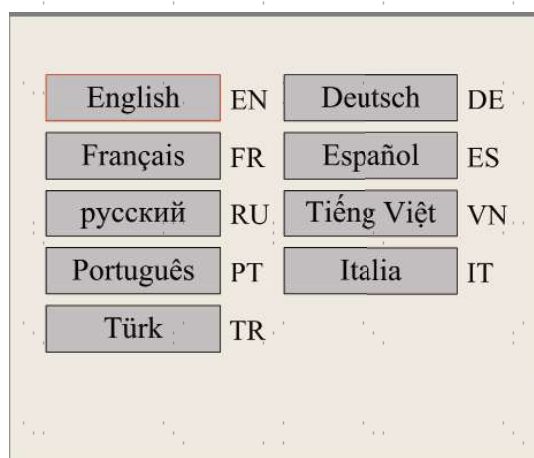 English EN Deutsch DE
Français FR Español ES
русский RU Tiếng Việt VN
Português PT Italia IT
Türk TR